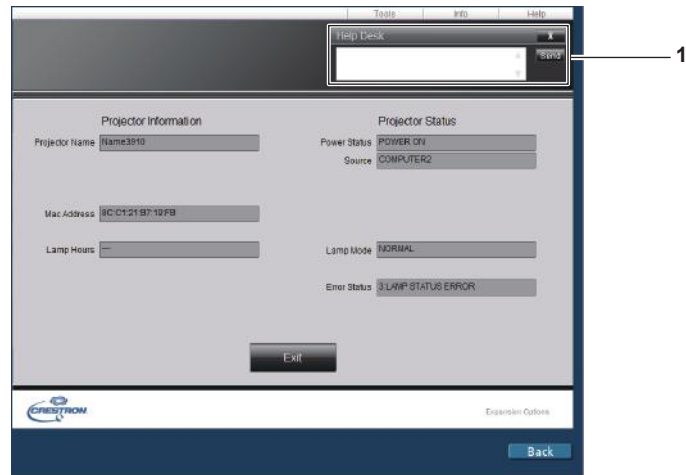 Tools Info Help
Help Desk X
Send
1
Projector Information Projector Status
Projector Name Name3910 Power Status POWER ON
Source COMPUTER2
Mac Address 8C:C1:21:B7:19:FB
Lamp Hours --- Lamp Mode NORMAL
Error Status 3:LAMP STATUS ERROR
Exit
CRESTRON Expansion Options
Back